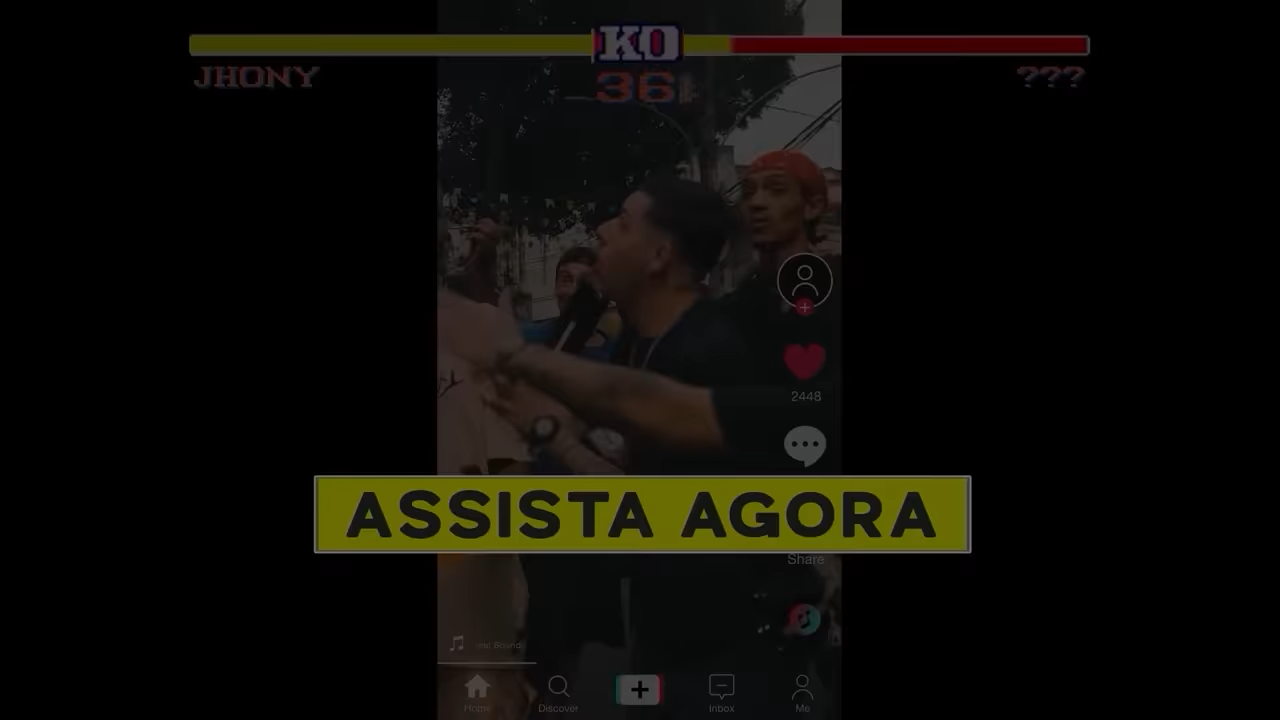 KO
JHONY
36
???
2448
ASSISTA AGORA
Share
Home
Discover
Inbox
Me